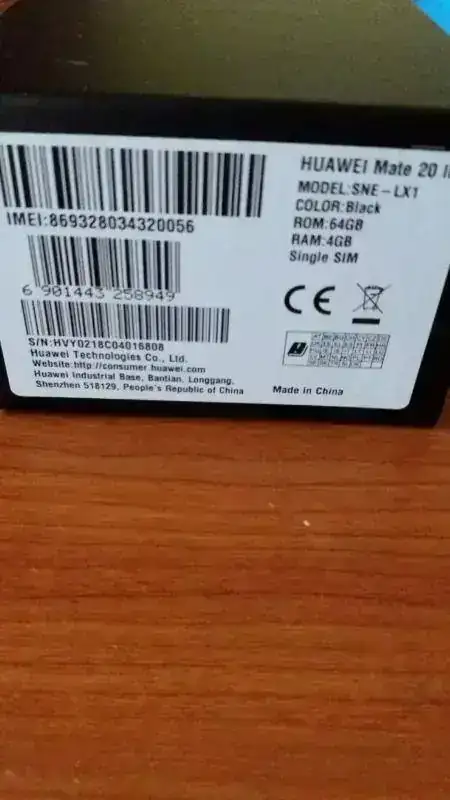 HUAWEI Mate 20
MODEL:SNE-LX1
COLOR:Black
ROM:64GB
RAM:4GB
Single SIM
IMEI:869328034320056
6 901443 258949
S/N:HVY0218C04016808
Huawei Technologies Co., Ltd.
Website:http://consumer.huawei.com
Huawei Industrial Base, Bantian, Longgang,
Shenzhen 518129, People's Republic of China
CE
Made in China